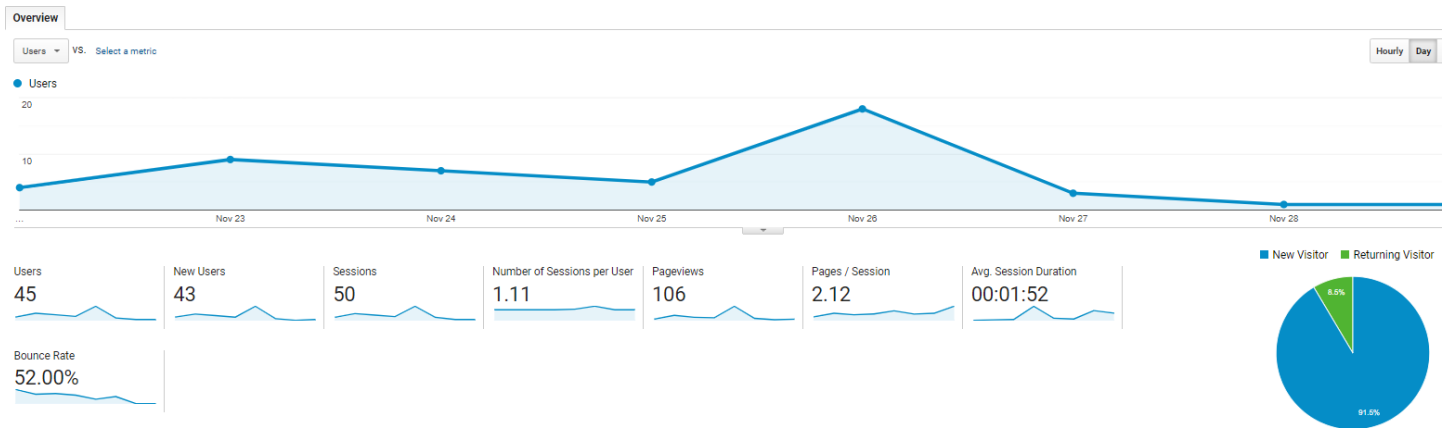 Overview
Users VS. Select a metric
Hourly Day
Users
20
10
... Nov 23 Nov 24 Nov 25 Nov 26 Nov 27 Nov 28
New Visitor Returning Visitor
Users New Users Sessions Number of Sessions per User Pageviews Pages / Session Avg. Session Duration
45 43 50 1.11 106 2.12 00:01:52
8.5%
Bounce Rate
52.00%
91.5%